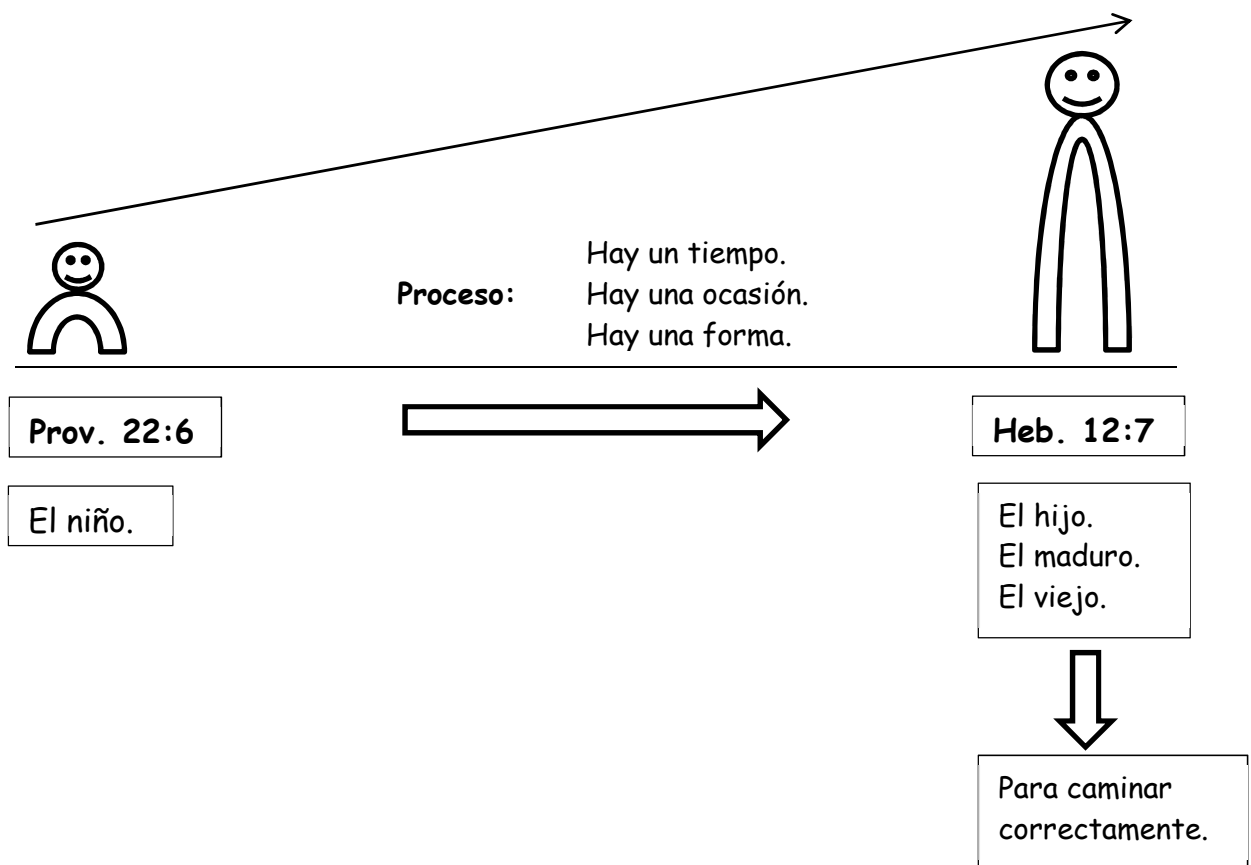 Hay un tiempo.
Proceso: Hay una ocasión.
Hay una forma.
Prov. 22:6
Heb. 12:7
El niño.
El hijo.
El maduro.
El viejo.
Para caminar
correctamente.